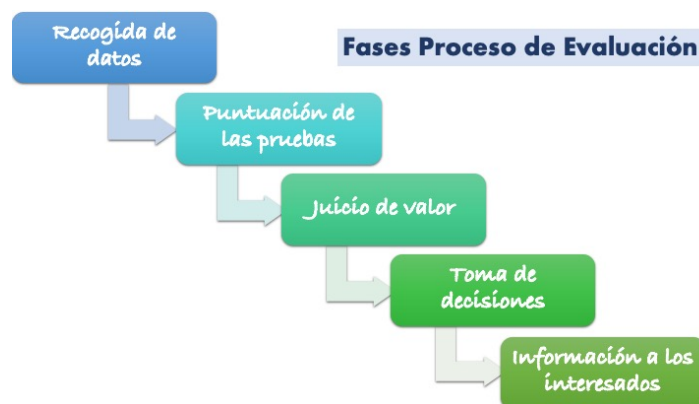 Recogida de
datos
Fases Proceso de Evaluación
Puntuación de
las pruebas
Juicio de valor
Toma de
decisiones
Información a los
interesados